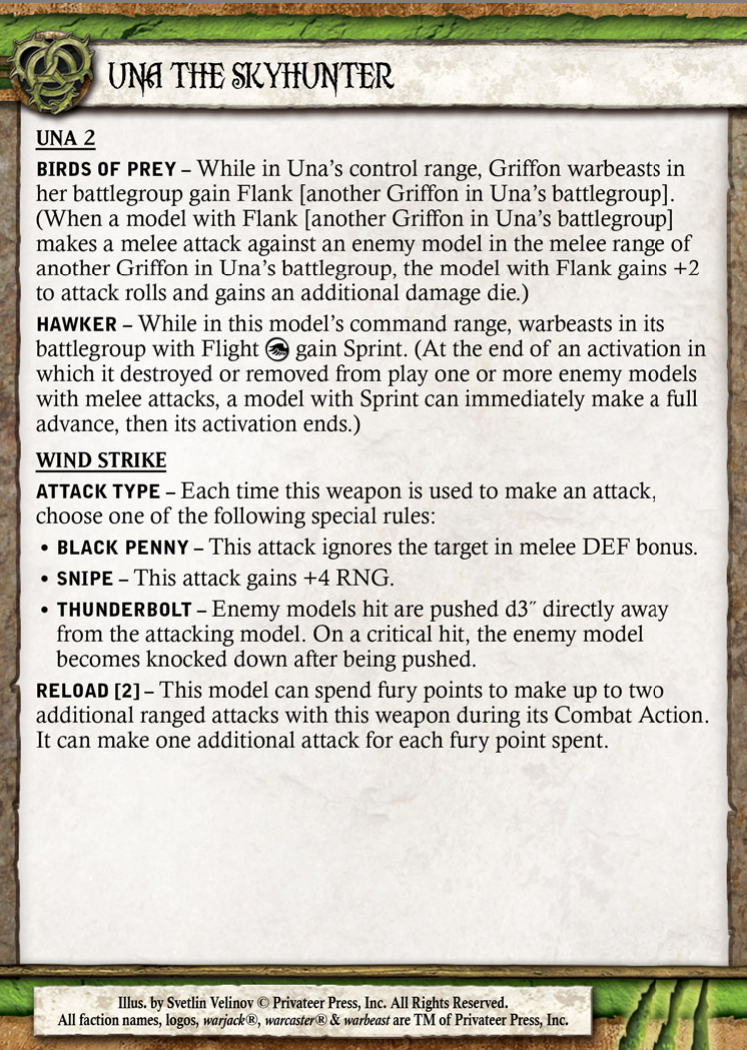 UNA THE SKYHUNTER
UNA 2
BIRDS OF PREY – While in Una's control range, Griffon warbeasts in
her battlegroup gain Flank [another Griffon in Una's battlegroup].
(When a model with Flank [another Griffon in Una's battlegroup]
makes a melee attack against an enemy model in the melee range of
another Griffon in Una's battlegroup, the model with Flank gains +2
to attack rolls and gains an additional damage die.)
HAWKER – While in this model's command range, warbeasts in its
battlegroup with Flight gain Sprint. (At the end of an activation in
which it destroyed or removed from play one or more enemy models
with melee attacks, a model with Sprint can immediately make a full
advance, then its activation ends.)
WIND STRIKE
ATTACK TYPE – Each time this weapon is used to make an attack,
choose one of the following special rules:
• BLACK PENNY – This attack ignores the target in melee DEF bonus.
• SNIPE – This attack gains +4 RNG.
• THUNDERBOLT – Enemy models hit are pushed d3˝ directly away
from the attacking model. On a critical hit, the enemy model
becomes knocked down after being pushed.
RELOAD [2] – This model can spend fury points to make up to two
additional ranged attacks with this weapon during its Combat Action.
It can make one additional attack for each fury point spent.
Illus. by Svetlin Velinov © Privateer Press, Inc. All Rights Reserved.
All faction names, logos, warjack®, warcaster® & warbeast are TM of Privateer Press, Inc.